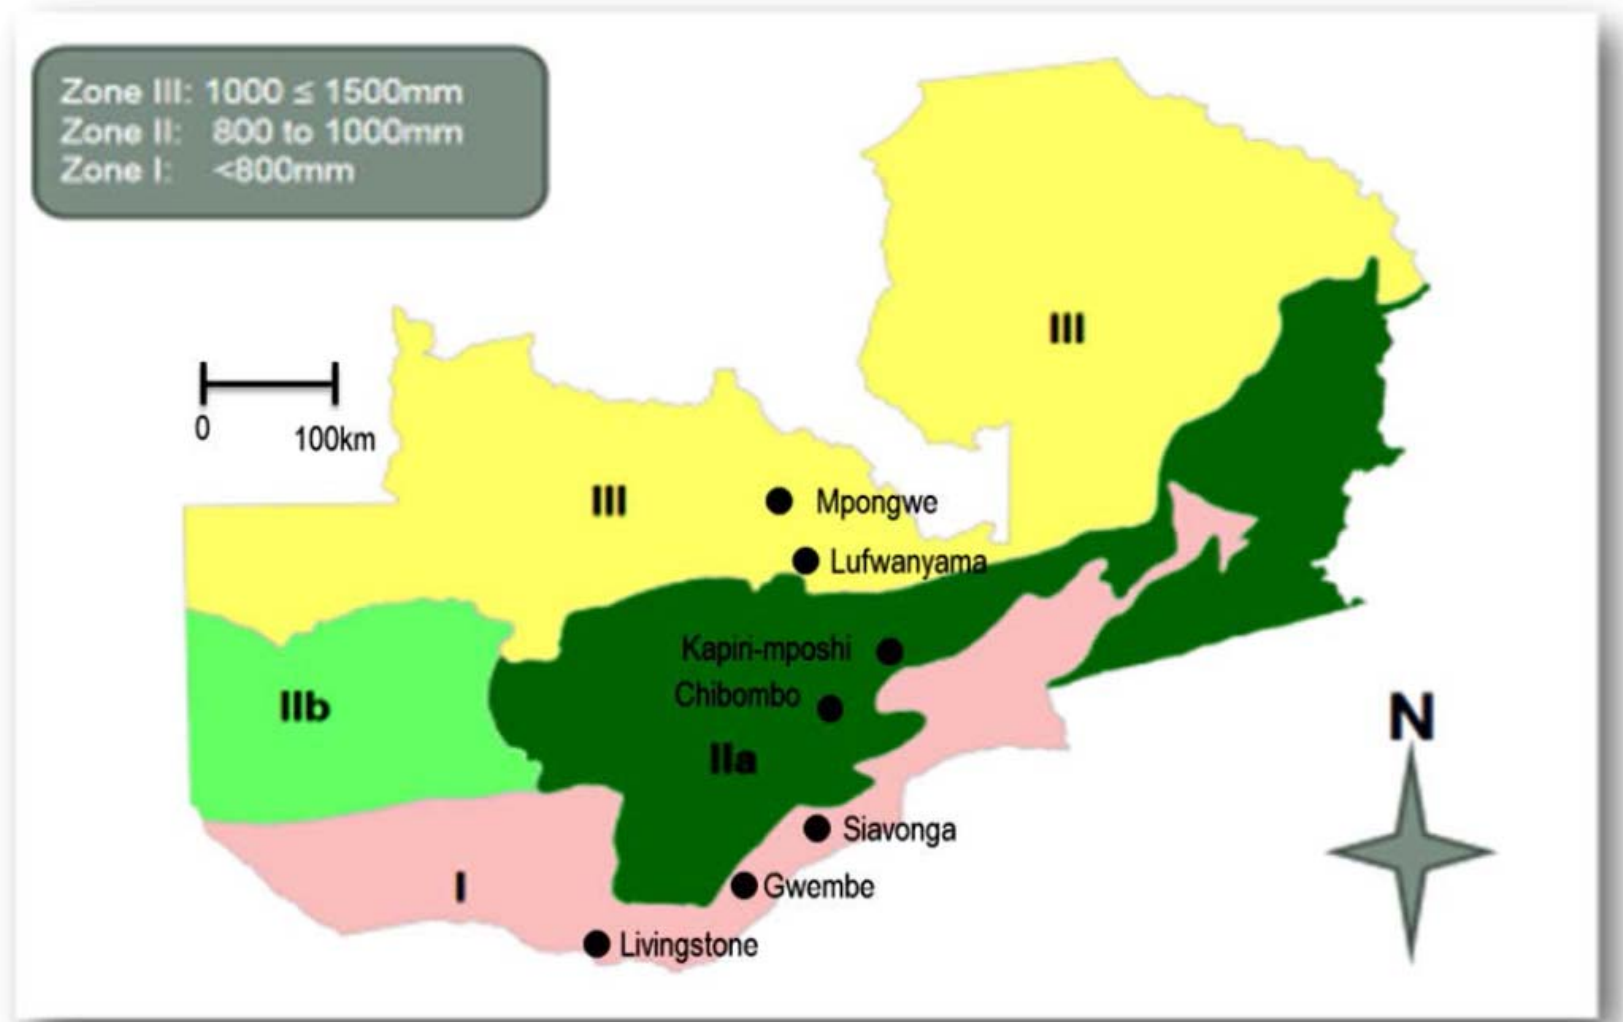 Zone III: 1000 ≤ 1500mm
Zone II: 800 to 1000mm
Zone I: <800mm
III
0
100km
III
Mpongwe
Lufwanyama
Kapiri-mposhi
Chibombo
IIb
N
IIa
Siavonga
I
Gwembe
Livingstone